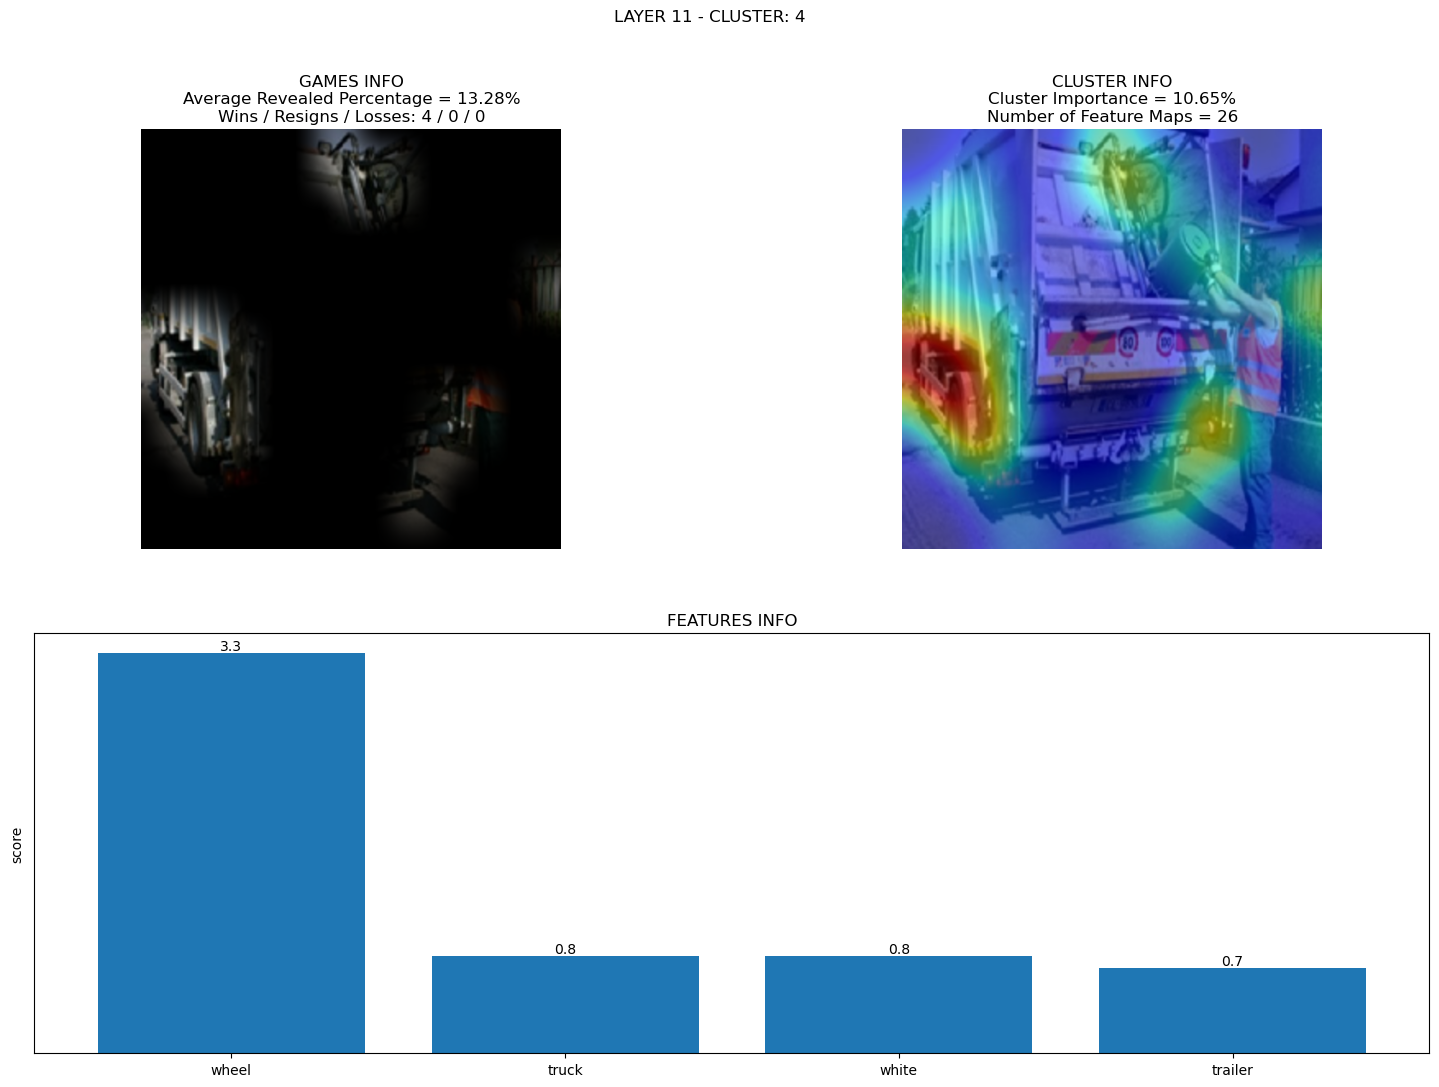 LAYER 11 - CLUSTER: 4
GAMES INFO
Average Revealed Percentage = 13.28%
Wins / Resigns / Losses: 4 / 0 / 0
CLUSTER INFO
Cluster Importance = 10.65%
Number of Feature Maps = 26
FEATURES INFO
score
3.3
0.8
0.8
0.7
wheel
truck
white
trailer